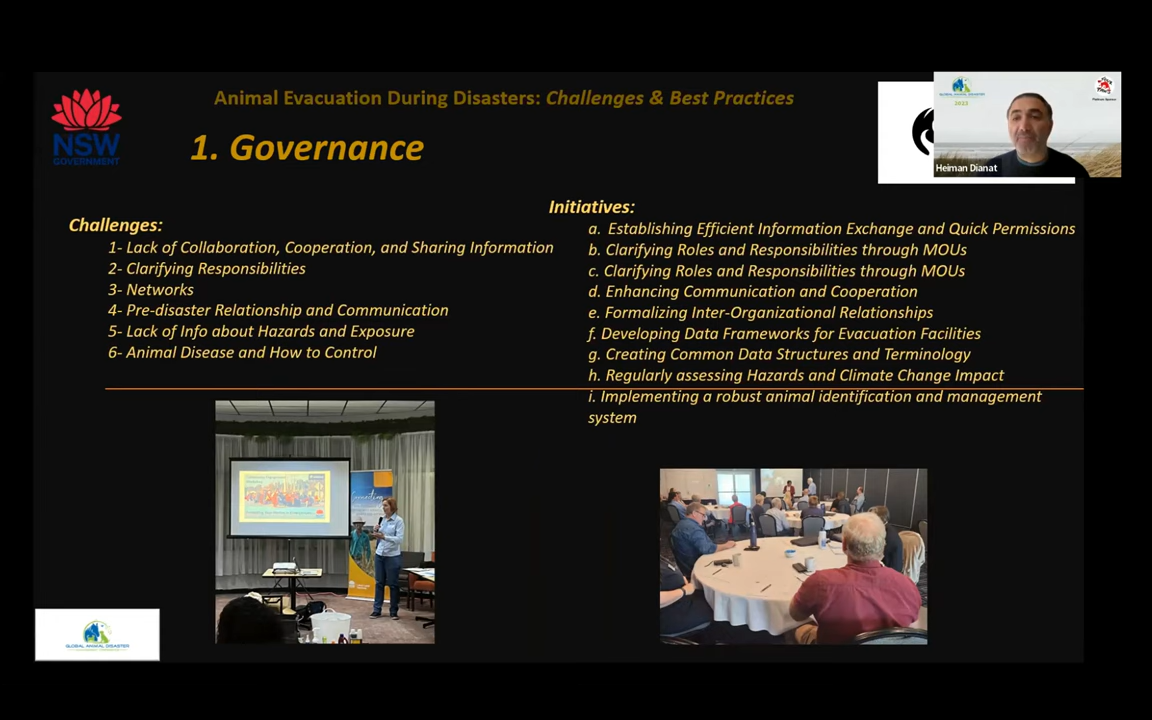 Animal Evacuation During Disasters: Challenges & Best Practices
1. Governance
NSW
GOVERNMENT
GLOBAL ANIMAL DISASTER
2023
Heiman Dianat
Challenges:
1- Lack of Collaboration, Cooperation, and Sharing Information
2- Clarifying Responsibilities
3- Networks
4- Pre-disaster Relationship and Communication
5- Lack of Info about Hazards and Exposure
6- Animal Disease and How to Control
Initiatives:
a. Establishing Efficient Information Exchange and Quick Permissions
b. Clarifying Roles and Responsibilities through MOUs
c. Clarifying Roles and Responsibilities through MOUs
d. Enhancing Communication and Cooperation
e. Formalizing Inter-Organizational Relationships
f. Developing Data Frameworks for Evacuation Facilities
g. Creating Common Data Structures and Terminology
h. Regularly assessing Hazards and Climate Change Impact
i. Implementing a robust animal identification and management
system
GLOBAL ANIMAL DISASTER